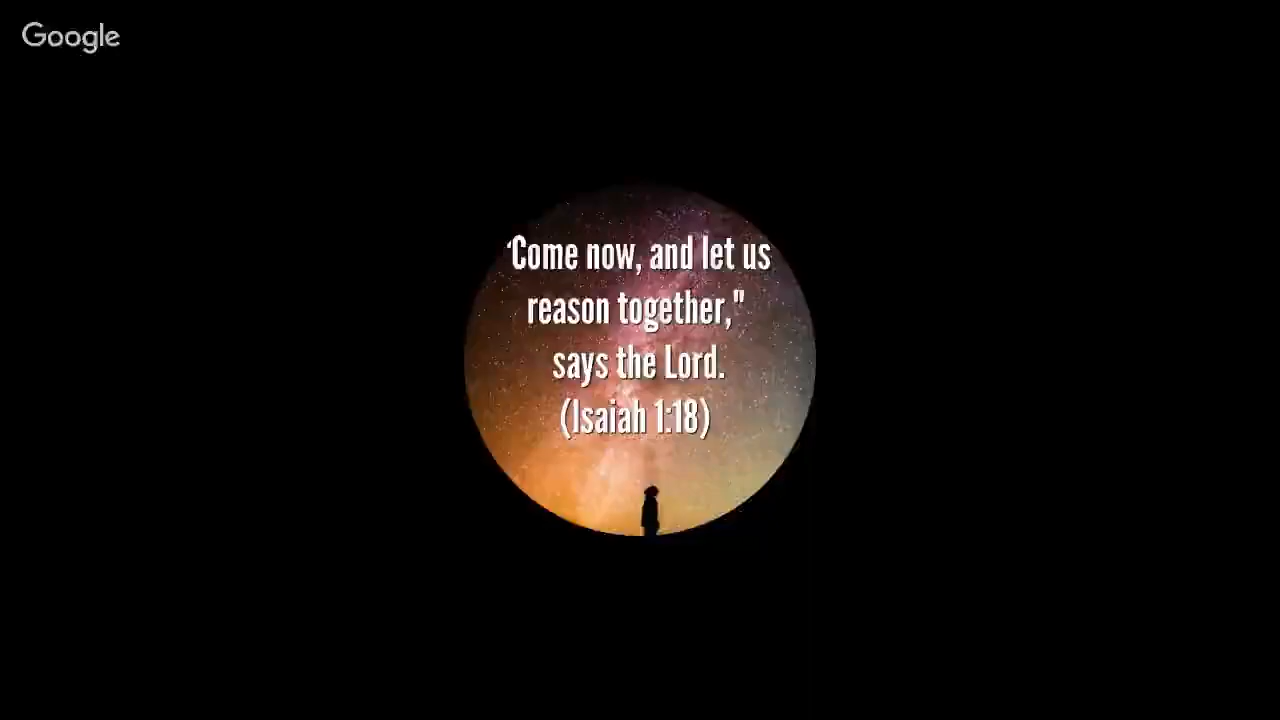 Google
"Come now, and let us
reason together,"
says the Lord.
(Isaiah 1:18)